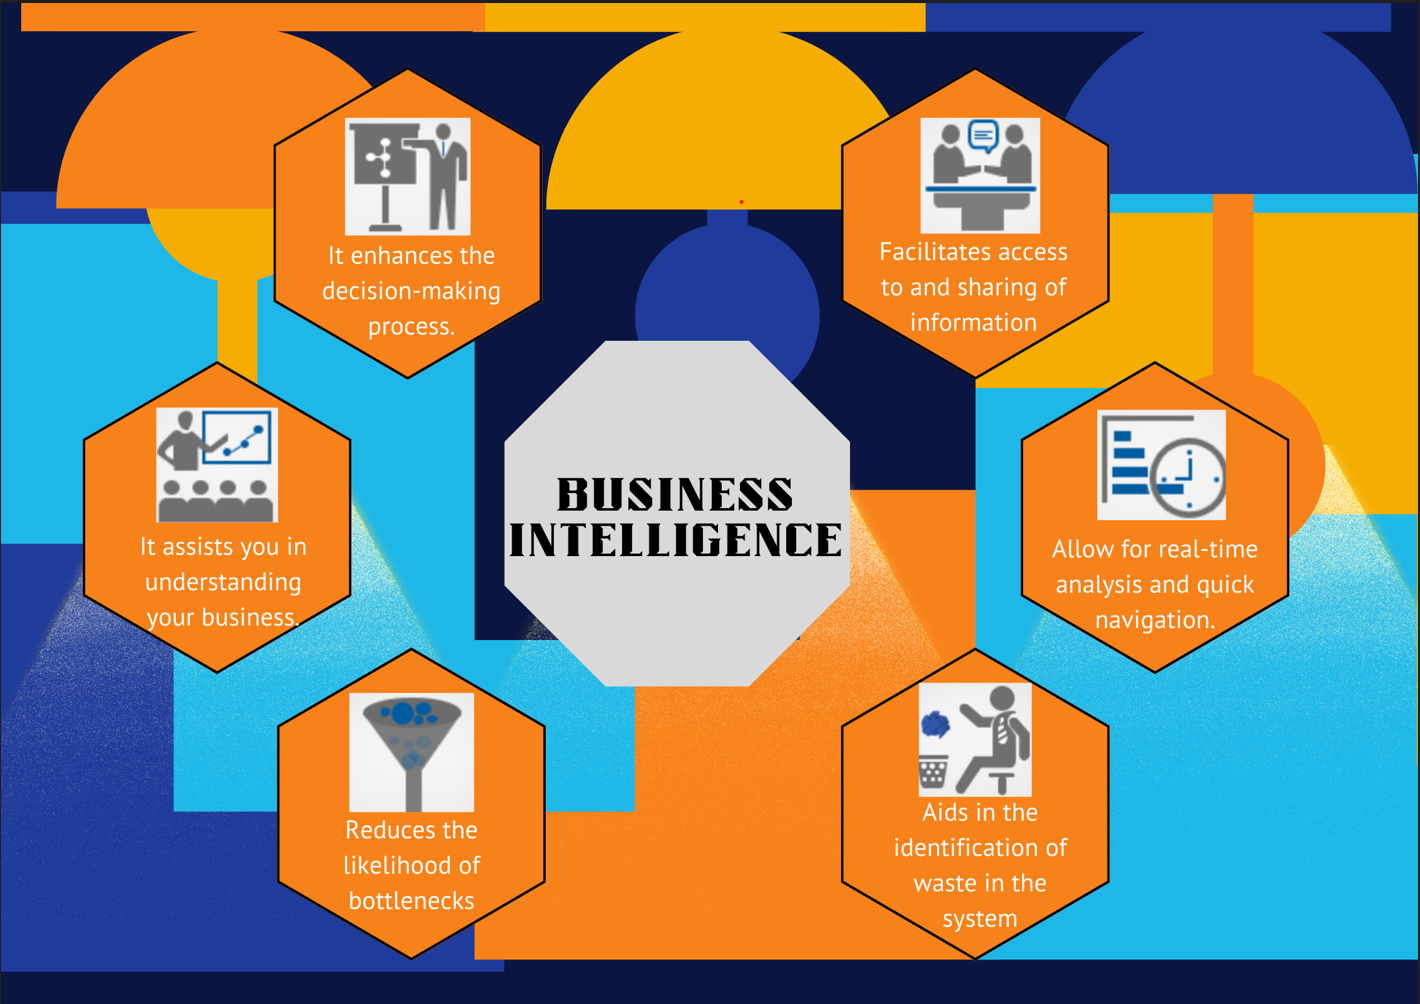 It enhances the
decision-making
process.
Facilitates access
to and sharing of
information
It assists you in
understanding
your business.
BUSINESS
INTELLIGENCE
Allow for real-time
analysis and quick
navigation.
Reduces the
likelihood of
bottlenecks
Aids in the
identification of
waste in the
system